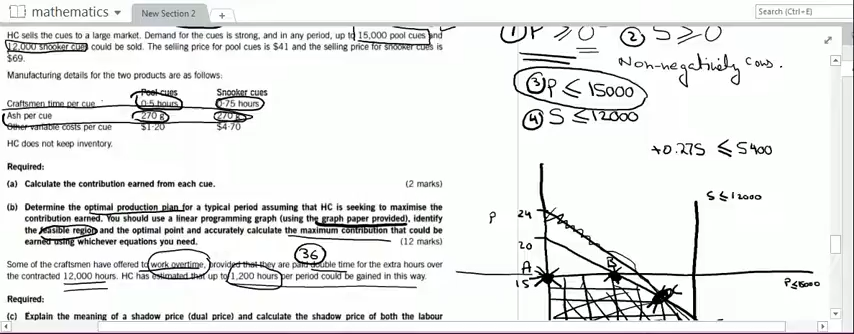 mathematics
New Section 2
Search (Ctrl+E)
HC sells the cues to a large market. Demand for the cues is strong, and in any period, up to 15,000 pool cues and
12,000 snooker cues could be sold. The selling price for pool cues is $41 and the selling price for snooker cues is
$69.
Manufacturing details for the two products are as follows:
Pool cues Snooker cues
Craftsmen time per cue 0·5 hours 0·75 hours
Ash per cue 270 g 270 g
Other variable costs per cue $1·20 $4·70
HC does not keep inventory.
Required:
(a) Calculate the contribution earned from each cue. (2 marks)
(b) Determine the optimal production plan for a typical period assuming that HC is seeking to maximise the
contribution earned. You should use a linear programming graph (using the graph paper provided), identify
the feasible region and the optimal point and accurately calculate the maximum contribution that could be
earned using whichever equations you need. (12 marks)
36
Some of the craftsmen have offered to work overtime, provided that they are paid double time for the extra hours over
the contracted 12,000 hours. HC has estimated that up to 1,200 hours per period could be gained in this way.
Required:
(c) Explain the meaning of a shadow price (dual price) and calculate the shadow price of both the labour
① P ≥ 0 ② S ≥ 0
Non-negativity Cons.
③ P ≤ 15000
④ S ≤ 12000
+0.27S ≤ 5400
S ≤ 12000
P 24
20
A B
15
P ≤ 15000